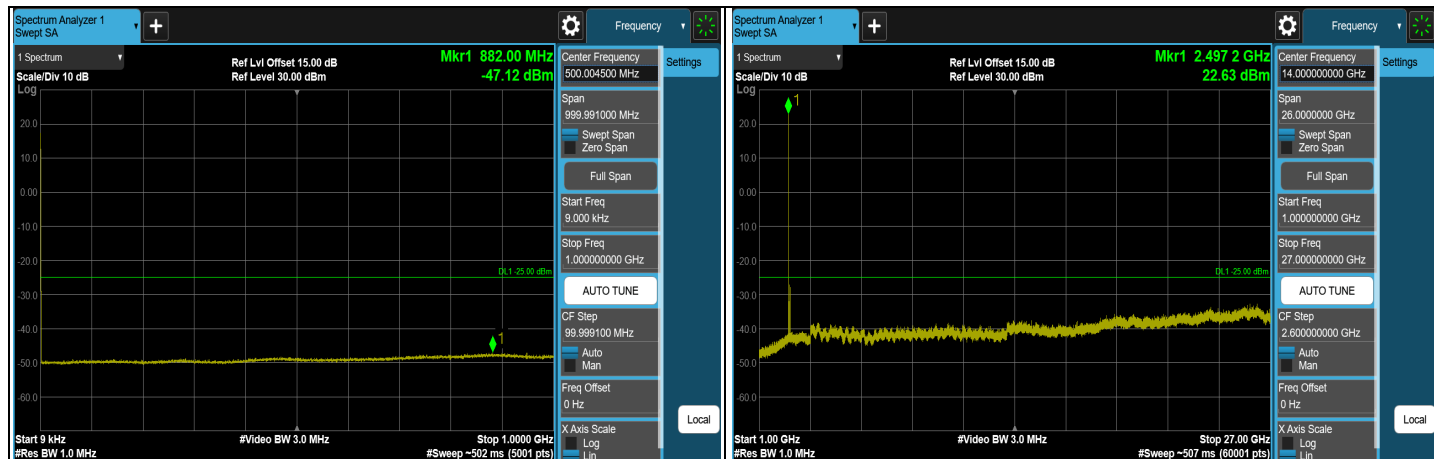 Spectrum Analyzer 1
Swept SA
+
Frequency
1 Spectrum
Scale/Div 10 dB
Log
Ref Lvl Offset 15.00 dB
Ref Level 30.00 dBm
Mkr1 882.00 MHz
-47.12 dBm
20.0
10.0
0.00
-10.0
-20.0
-30.0
-40.0
-50.0
-60.0
DL1 -25.00 dBm
1
Start 9 kHz
#Res BW 1.0 MHz
#Video BW 3.0 MHz
Stop 1.0000 GHz
#Sweep ~502 ms (5001 pts)
Center Frequency
500.004500 MHz
Span
999.991000 MHz
Swept Span
Zero Span
Full Span
Start Freq
9.000 kHz
Stop Freq
1.000000000 GHz
AUTO TUNE
CF Step
99.999100 MHz
Auto
Man
Freq Offset
0 Hz
X Axis Scale
Log
Lin
Settings
Local
Spectrum Analyzer 1
Swept SA
+
Frequency
1 Spectrum
Scale/Div 10 dB
Log
Ref Lvl Offset 15.00 dB
Ref Level 30.00 dBm
Mkr1 2.497 2 GHz
22.63 dBm
1
20.0
10.0
0.00
-10.0
-20.0
-30.0
-40.0
-50.0
-60.0
DL1 -25.00 dBm
Start 1.00 GHz
#Res BW 1.0 MHz
#Video BW 3.0 MHz
Stop 27.00 GHz
#Sweep ~507 ms (60001 pts)
Center Frequency
14.00000000 GHz
Span
26.0000000 GHz
Swept Span
Zero Span
Full Span
Start Freq
1.000000000 GHz
Stop Freq
27.000000000 GHz
AUTO TUNE
CF Step
2.600000000 GHz
Auto
Man
Freq Offset
0 Hz
X Axis Scale
Log
Lin
Settings
Local